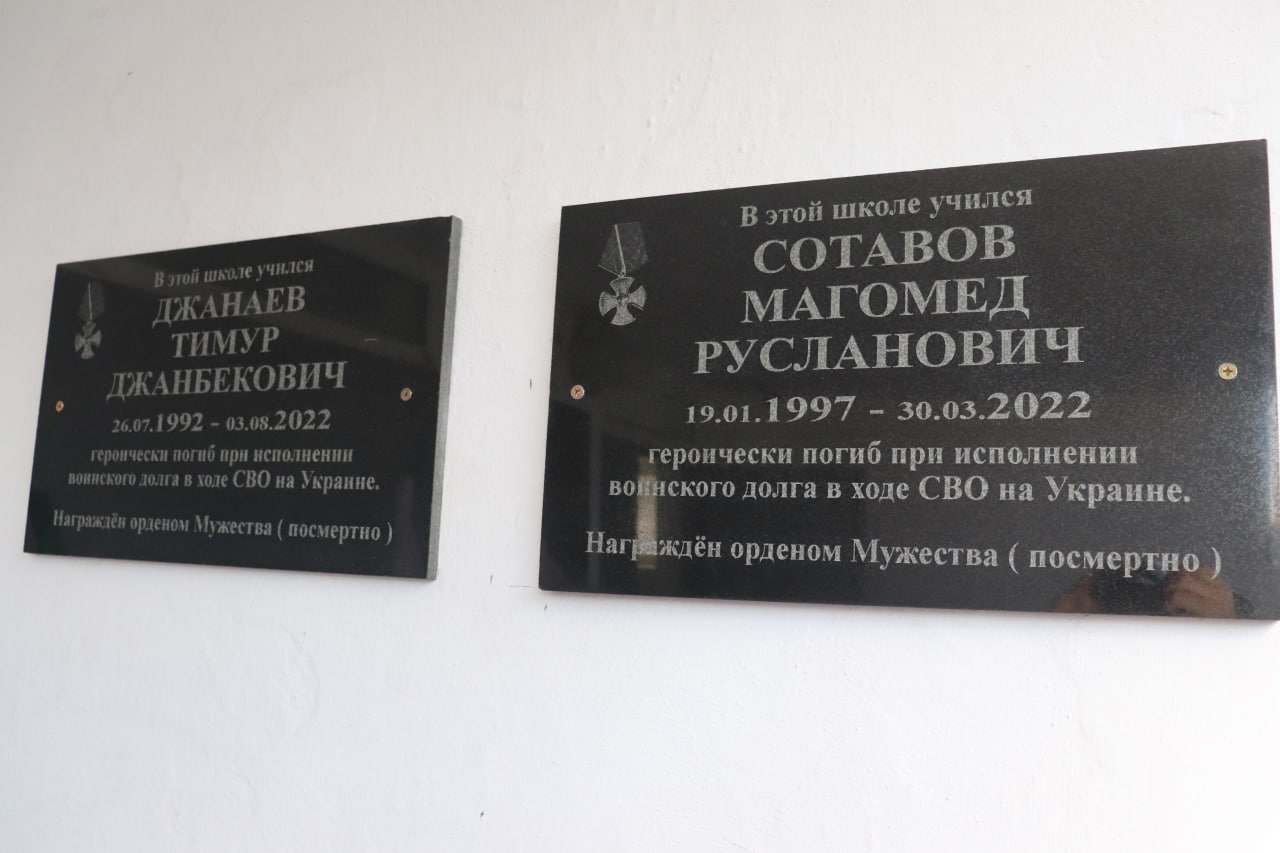 В этой школе учился
ДЖАНАЕВ
ТИМУР
ДЖАНБЕКОВИЧ
26.07.1992 - 03.08.2022
героически погиб при исполнении
воинского долга в ходе СВО на Украине.
Награждён орденом Мужества ( посмертно )
В этой школе учился
СОТАВОВ
МАГОМЕД
РУСЛАНОВИЧ
19.01.1997 - 30.03.2022
героически погиб при исполнении
воинского долга в ходе СВО на Украине.
Награждён орденом Мужества ( посмертно )